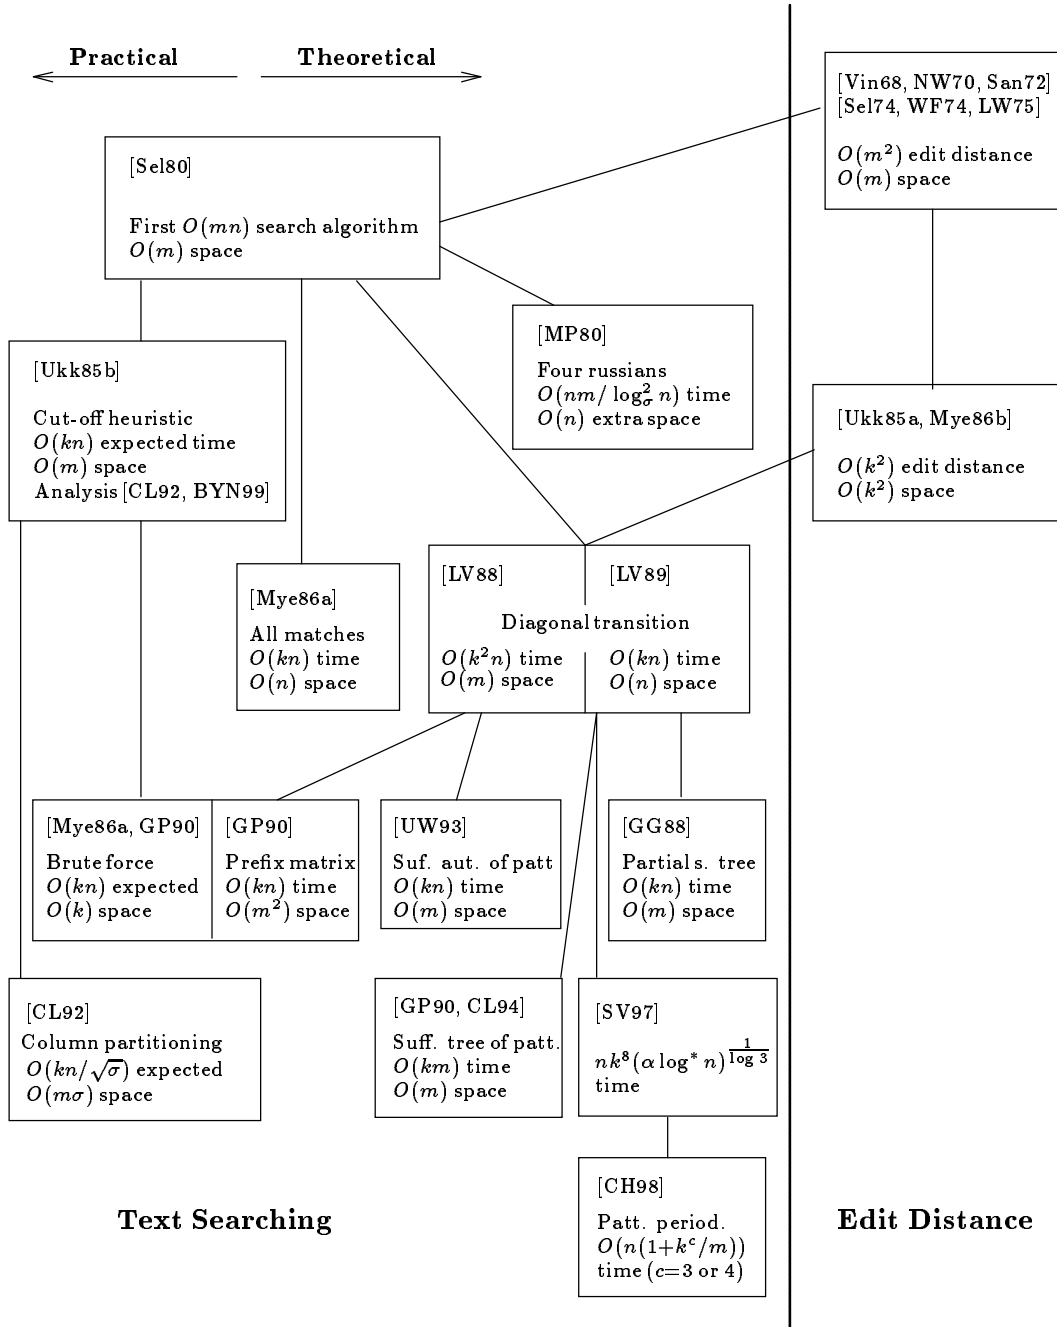 Practical
Theoretical
[Vin68, NW70, San72]
[Sel74, WF74, LW75]
O(m²) edit distance
O(m) space
[Sel80]
First O(mn) search algorithm
O(m) space
[MP80]
Four russians
O(nm/ log²_σ n) time
O(n) extra space
[Ukk85b]
Cut-off heuristic
O(kn) expected time
O(m) space
Analysis [CL92, BYN99]
[Ukk85a, Mye86b]
O(k²) edit distance
O(k²) space
[Mye86a]
All matches
O(kn) time
O(n) space
[LV88]
[LV89]
Diagonal transition
O(k²n) time
O(m) space
O(kn) time
O(n) space
[Mye86a, GP90]
Brute force
O(kn) expected
O(k) space
[GP90]
Prefix matrix
O(kn) time
O(m²) space
[UW93]
Suf. aut. of patt
O(kn) time
O(m) space
[GG88]
Partial s. tree
O(kn) time
O(m) space
[CL92]
Column partitioning
O(kn/√σ) expected
O(mσ) space
[GP90, CL94]
Suff. tree of patt.
O(km) time
O(m) space
[SV97]
nk⁸(α log* n)^(1/log 3)
time
[CH98]
Patt. period.
O(n(1+k^c/m))
time (c=3 or 4)
Text Searching
Edit Distance